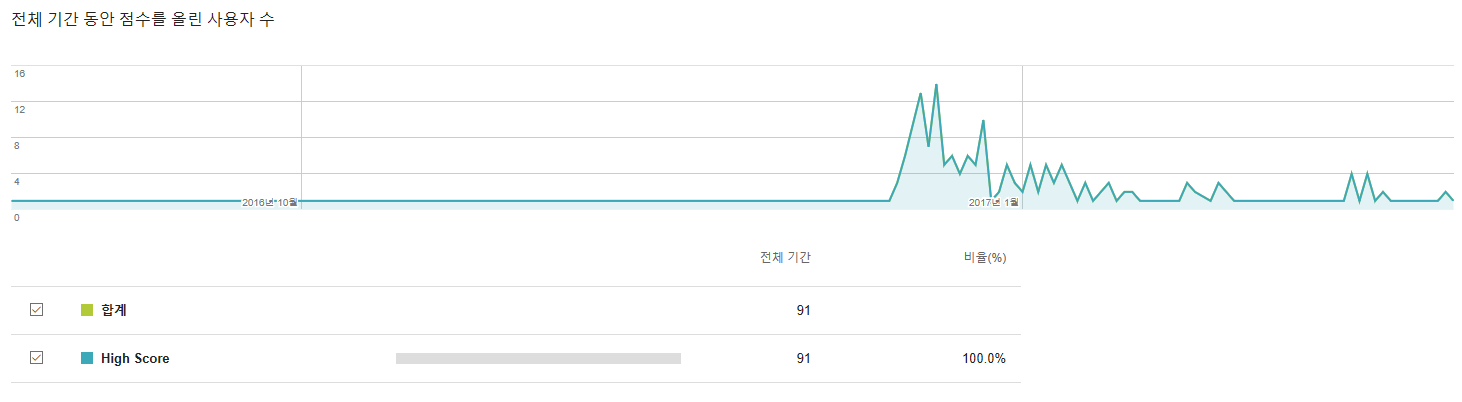 전체 기간 동안 점수를 올린 사용자 수
16
12
8
4
2016년 10월
2017년 1월
0
전체 기간 비율(%)
합계 91
High Score 91 100.0%